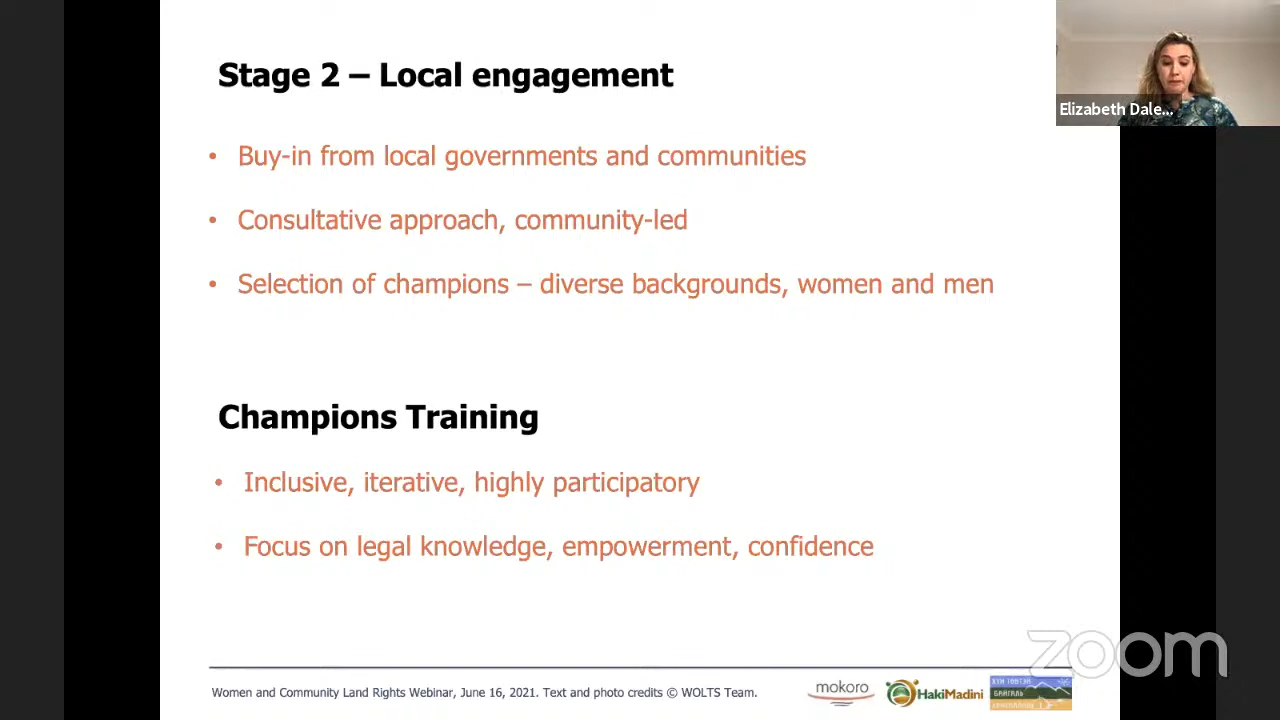 Stage 2 – Local engagement
Elizabeth Dale...
• Buy-in from local governments and communities
• Consultative approach, community-led
• Selection of champions – diverse backgrounds, women and men
Champions Training
• Inclusive, iterative, highly participatory
• Focus on legal knowledge, empowerment, confidence
zoom
Women and Community Land Rights Webinar, June 16, 2021. Text and photo credits © WOLTS Team.
mokoro
HakiMadini